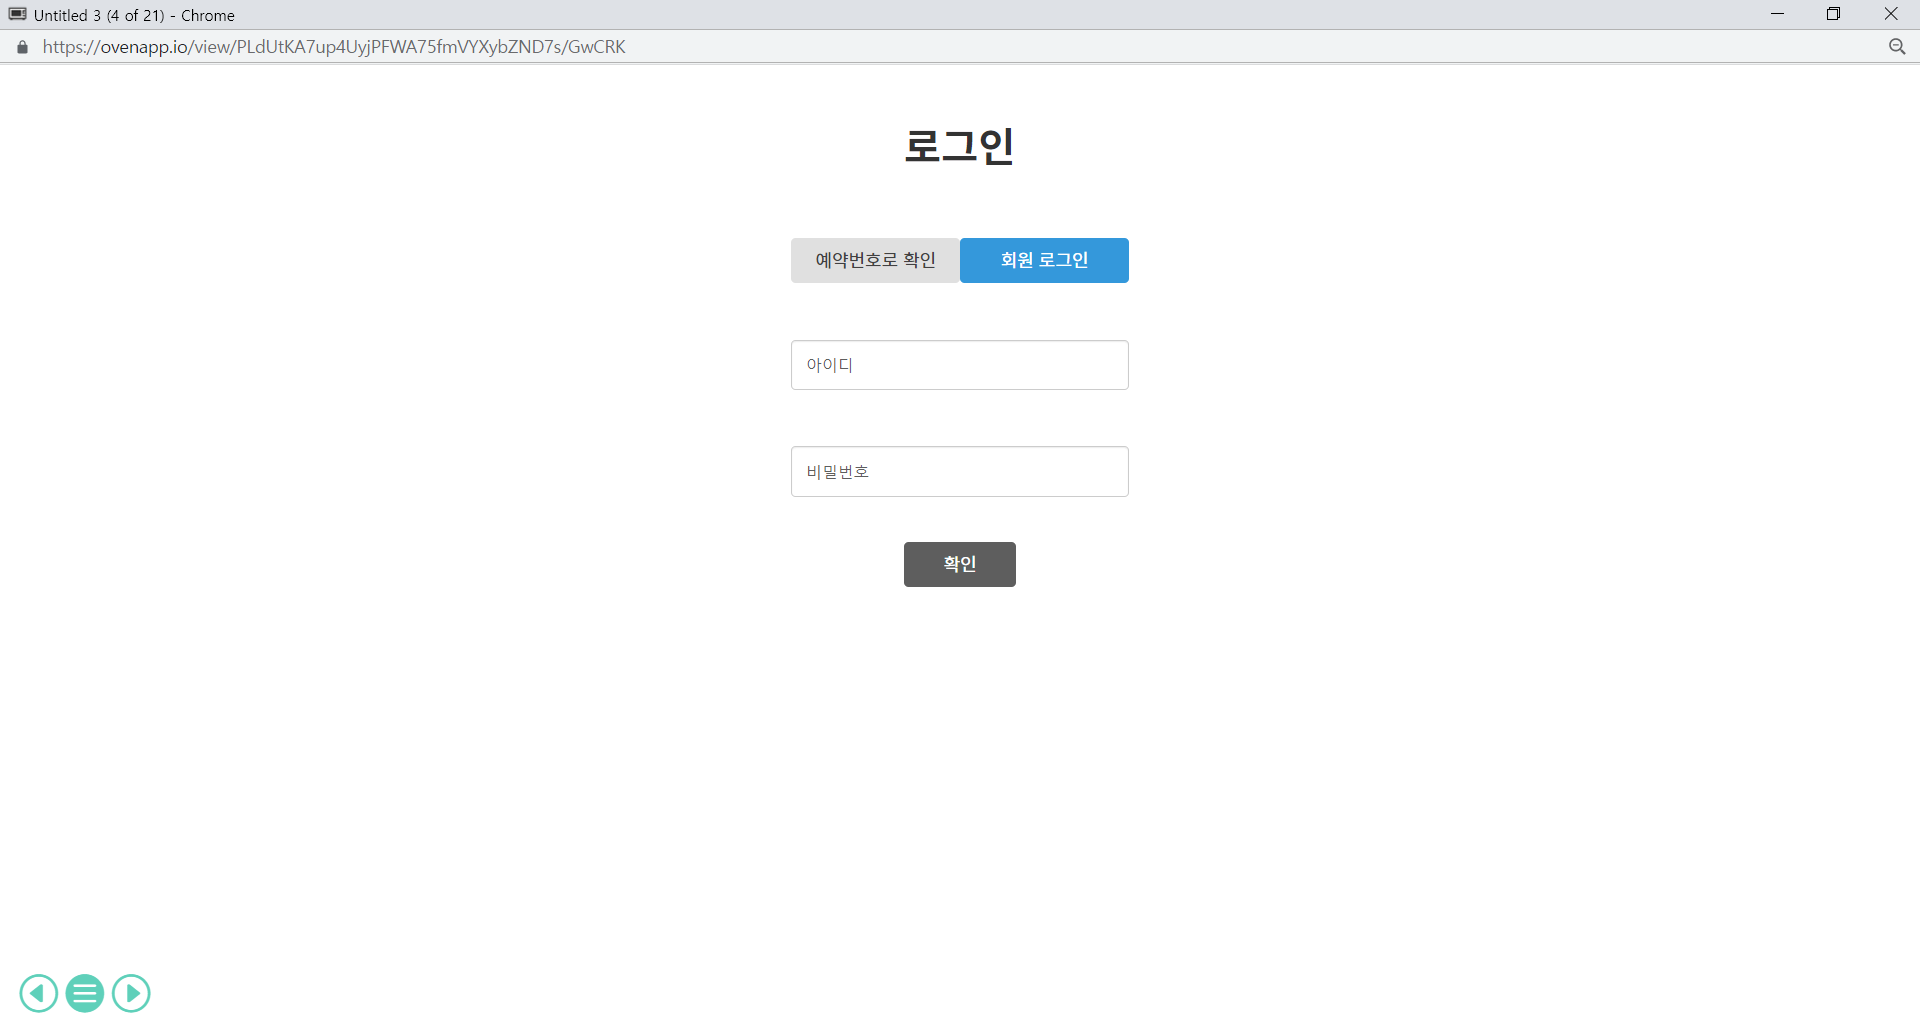 Untitled 3 (4 of 21) - Chrome
https://ovenapp.io/view/PLdUtKA7up4UyjPFWA75fmVYXybZND7s/GwCRK
로그인
예약번호로 확인 회원 로그인
아이디
비밀번호
확인